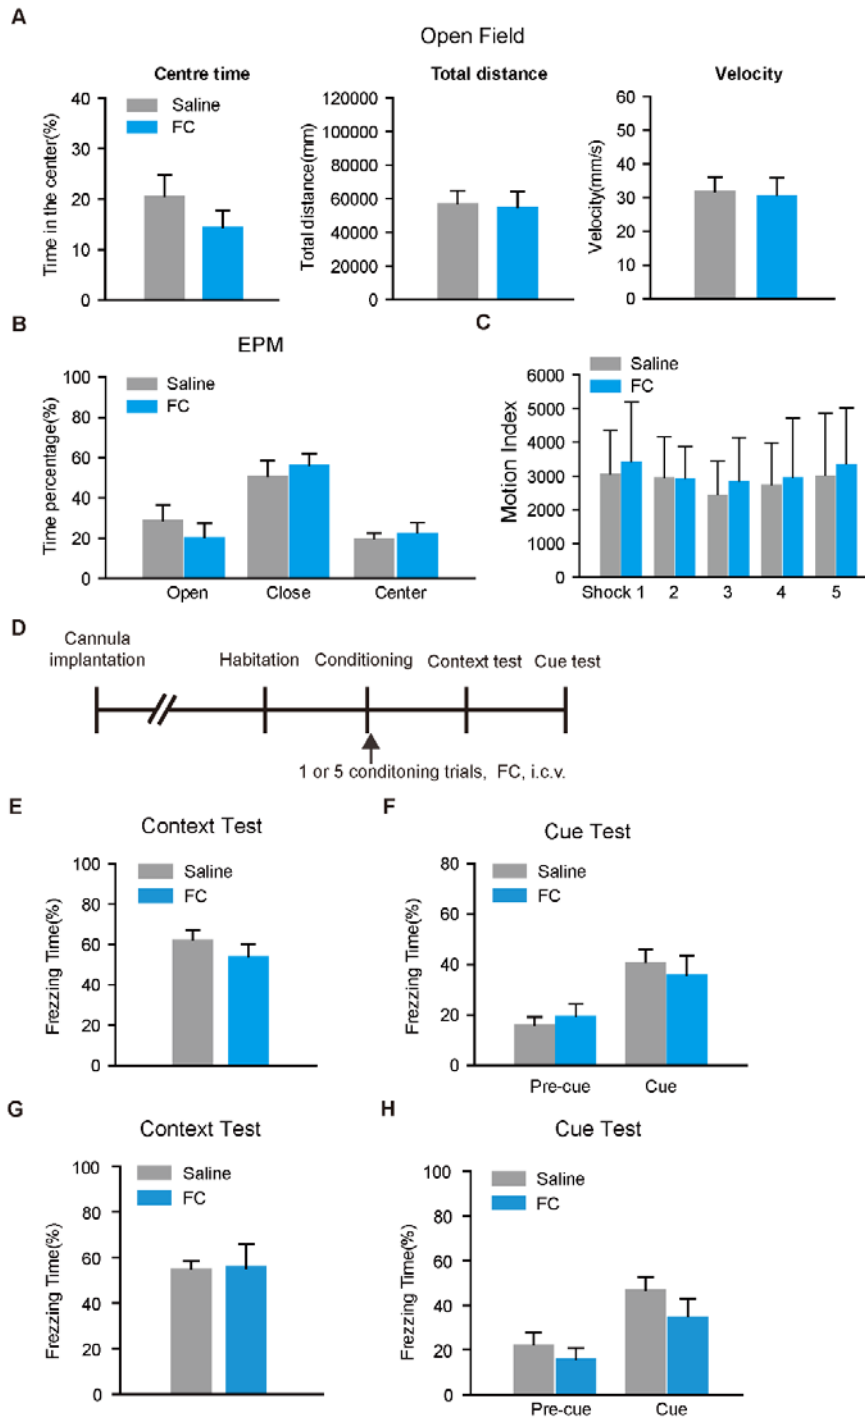 A
Open Field
Centre time
Total distance
Velocity
Time in the center(%)
40
30
20
10
0
Saline
FC
Total distance(mm)
120000
100000
80000
60000
40000
20000
0
Velocity(mm/s)
60
50
40
30
20
10
0
B
EPM
Time percentage(%)
100
80
60
40
20
0
Saline
FC
Open
Close
Center
C
Motion Index
6000
5000
4000
3000
2000
1000
0
Saline
FC
Shock 1
2
3
4
5
D
Cannula
implantation
Habitation
Conditioning
Context test
Cue test
1 or 5 conditoning trials, FC, i.c.v.
E
Context Test
Frezzing Time(%)
100
80
60
40
20
0
Saline
FC
F
Cue Test
Frezzing Time(%)
80
60
40
20
0
Saline
FC
Pre-cue
Cue
G
Context Test
Frezzing Time(%)
100
80
60
40
20
0
Saline
FC
H
Cue Test
Frezzing Time(%)
100
80
60
40
20
0
Saline
FC
Pre-cue
Cue